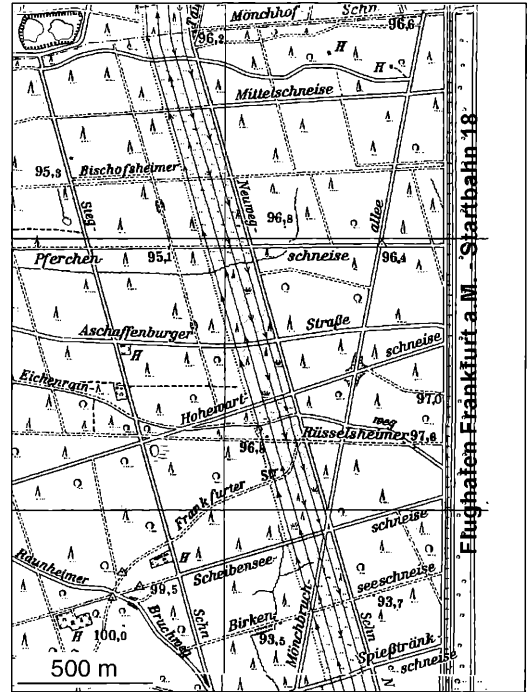 Mönchhof Schn.
96,2
96,6
H
H
Mittelschneise
95,3
Bischofsheimer
Steg
Neuweg
96,8
allee
Pferchen-
95,1
schneise
96,4
Aschaffenburger
Straße
H
schneise
Eichenrain
97,0
Hohewart-
weg
96,8
Rüsselsheimer
97,6
Frankfurter
schneise
H
Raunheimer
Scheibensee-
99,5
seeschneise
93,7
Birken
Schn
Bruchweg
H
100,0
93,5
Mönchbruch-
Schn
Spießtränk-
schneise
N
500 m
Flughafen Frankfurt a.M. - Startbahn 18